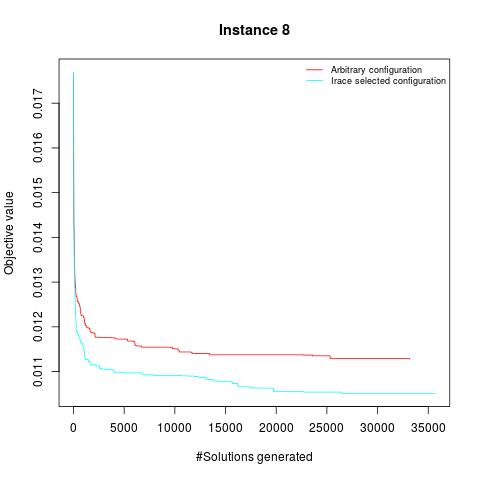 Instance 8
Arbitrary configuration
Irace selected configuration
Objective value
0.017
0.016
0.015
0.014
0.013
0.012
0.011
0 5000 10000 15000 20000 25000 30000 35000
#Solutions generated